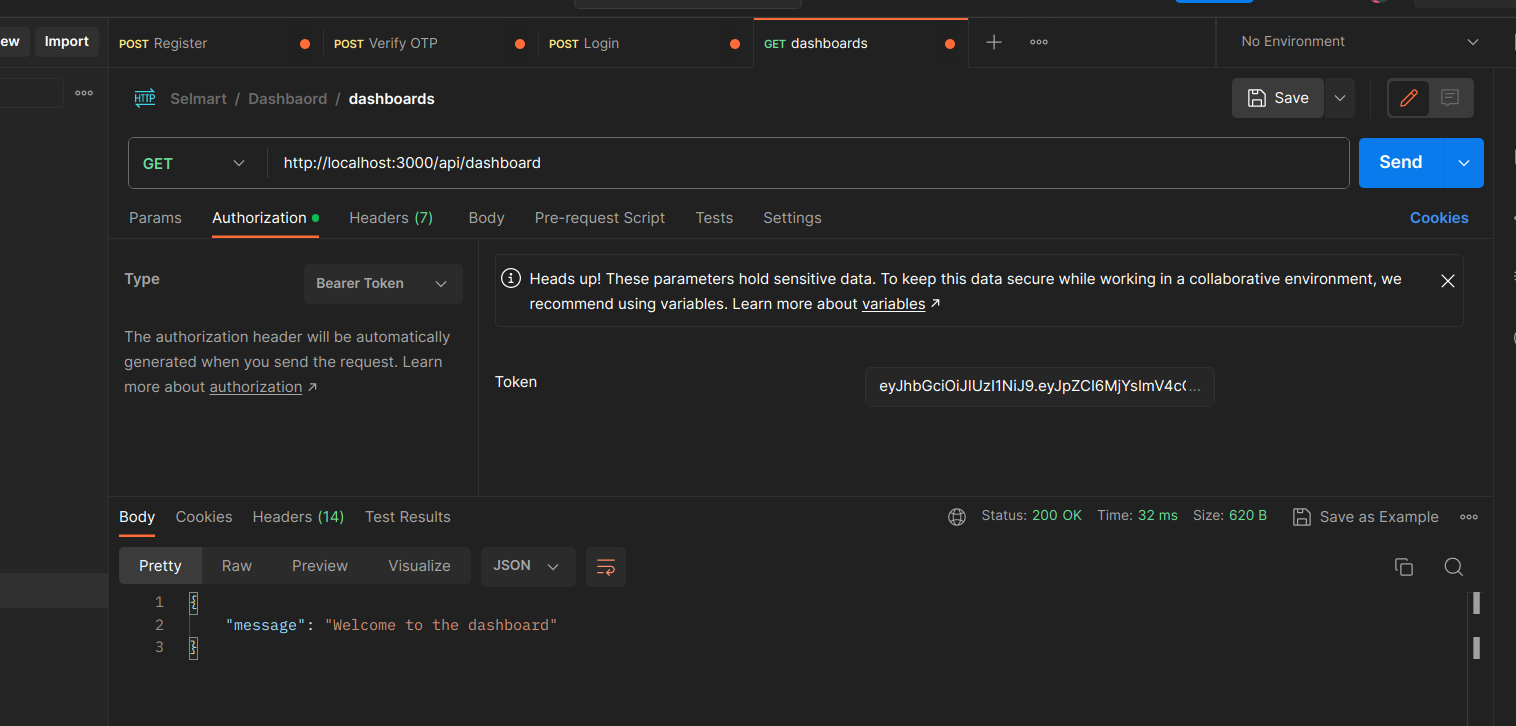 ew Import POST Register POST Verify OTP POST Login GET dashboards No Environment
HTTP Selmart / Dashbaord / dashboards Save
GET http://localhost:3000/api/dashboard Send
Params Authorization Headers (7) Body Pre-request Script Tests Settings Cookies
Type Bearer Token
Heads up! These parameters hold sensitive data. To keep this data secure while working in a collaborative environment, we
recommend using variables. Learn more about variables ↗
The authorization header will be automatically
generated when you send the request. Learn
more about authorization ↗
Token eyJhbGciOiJIUzI1NiJ9.eyJpZCI6MjYsImV4c...
Body Cookies Headers (14) Test Results Status: 200 OK Time: 32 ms Size: 620 B Save as Example
Pretty Raw Preview Visualize JSON
1 {
2 "message": "Welcome to the dashboard"
3 }